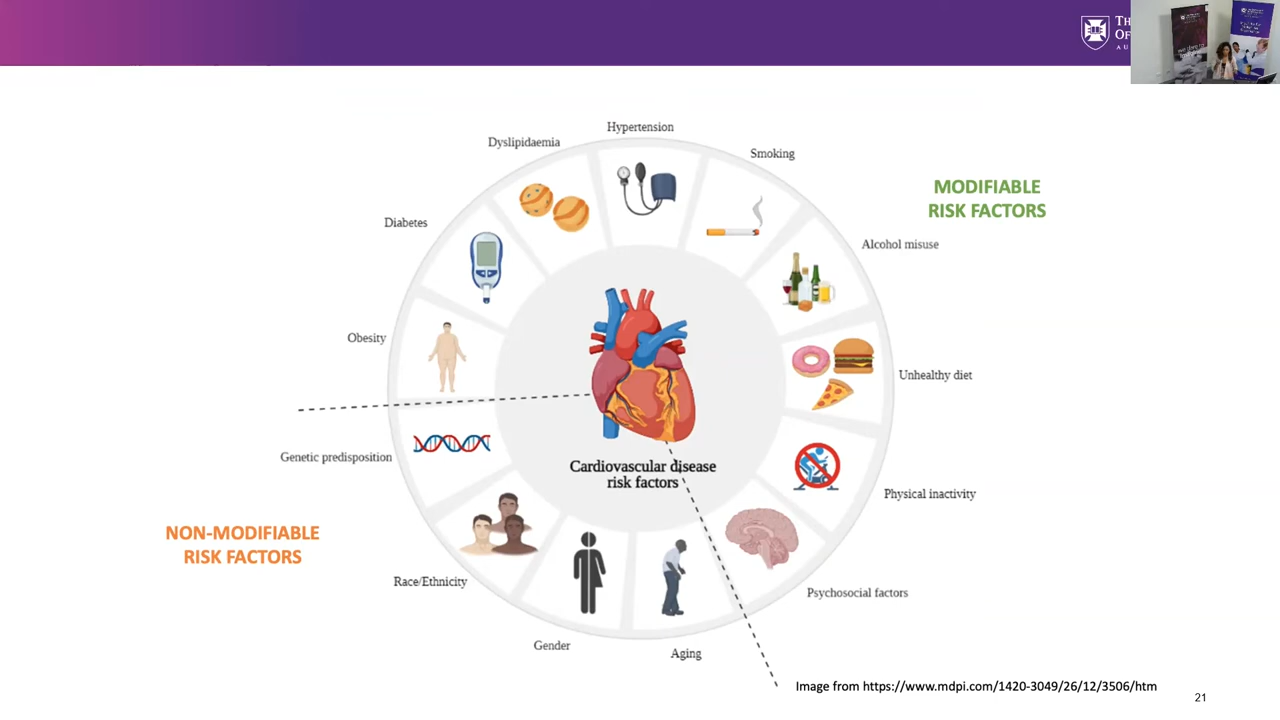 Hypertension
Dyslipidaemia
Smoking
MODIFIABLE
RISK FACTORS
Diabetes
Alcohol misuse
Obesity
Unhealthy diet
Genetic predisposition
Cardiovascular disease
risk factors
Physical inactivity
NON-MODIFIABLE
RISK FACTORS
Race/Ethnicity
Psychosocial factors
Gender
Aging
Image from https://www.mdpi.com/1420-3049/26/12/3506/htm
21